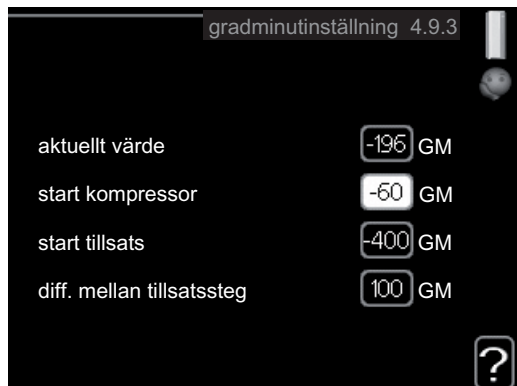 gradminutinställning 4.9.3
aktuellt värde -196 GM
start kompressor -60 GM
start tillsats -400 GM
diff. mellan tillsatssteg 100 GM
?